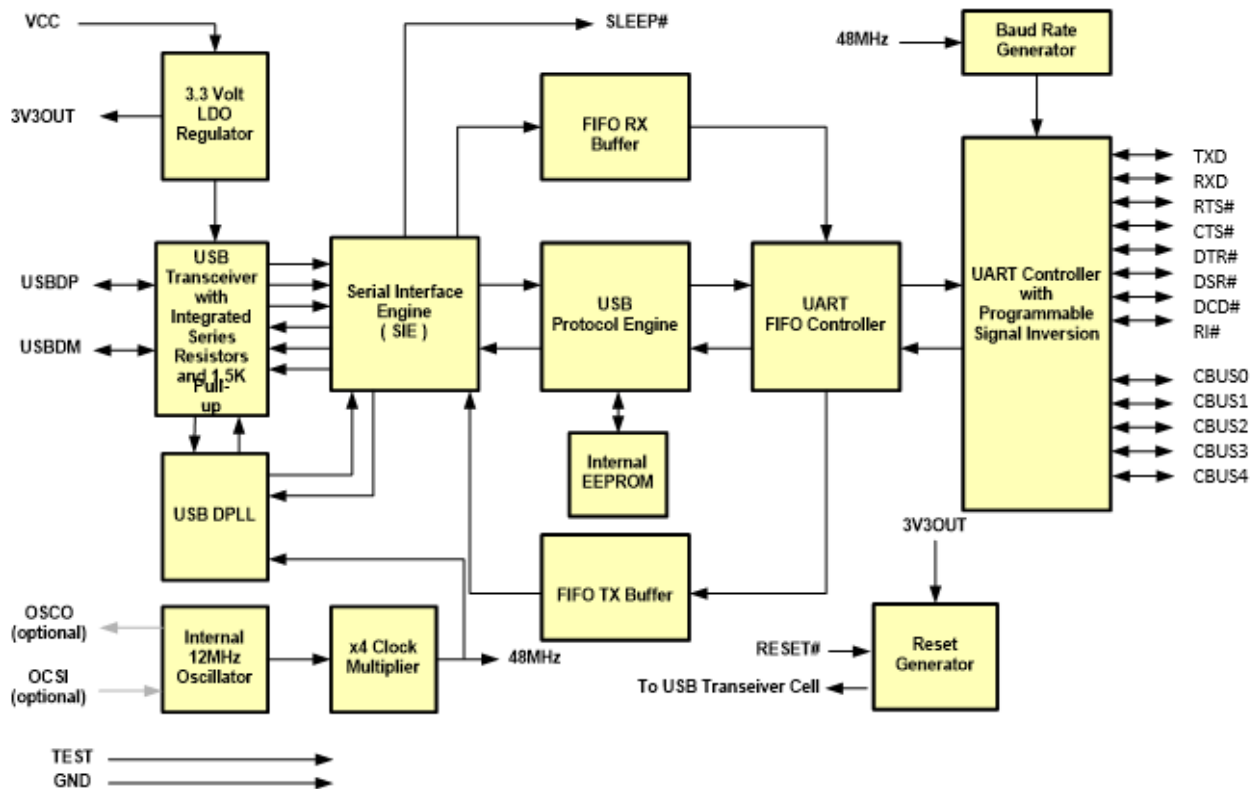 VCC
SLEEP#
48MHz
Baud Rate
Generator
3.3 Volt
LDO
Regulator
3V3OUT
FIFO RX
Buffer
TXD
RXD
RTS#
CTS#
DTR#
DSR#
DCD#
RI#
CBUS0
CBUS1
CBUS2
CBUS3
CBUS4
USBDP
USBDM
USB
Transceiver
with
Integrated
Series
Resistors
and 1.5K
Pull-
up
Serial Interface
Engine
( SIE )
USB
Protocol Engine
UART
FIFO Controller
UART Controller
with
Programmable
Signal Inversion
Internal
EEPROM
USB DPLL
FIFO TX Buffer
3V3OUT
OSCO
(optional)
OCSI
(optional)
Internal
12MHz
Oscillator
x4 Clock
Multiplier
48MHz
RESET#
To USB Transeiver Cell
Reset
Generator
TEST
GND